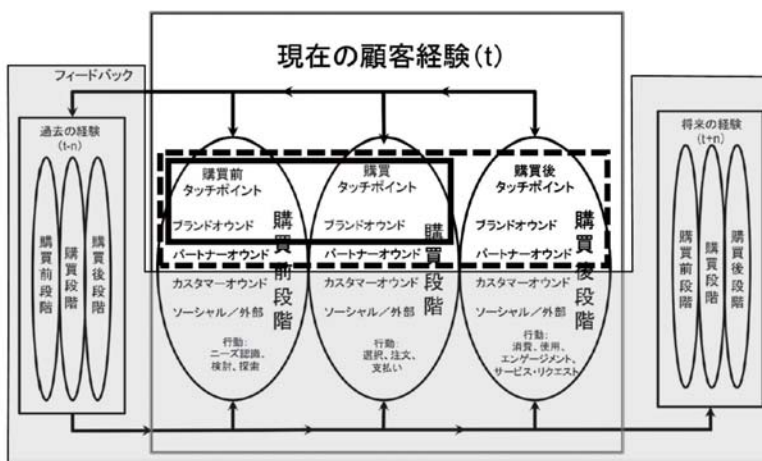 現在の顧客経験(t)
フィードバック
過去の経験
(t-n)
購買前段階
購買段階
購買後段階
購買前
タッチポイント
ブランドオウンド
パートナーオウンド
カスタマーオウンド
ソーシャル／外部
行動:
ニーズ認識、
検討、探索
購買前段階
購買
タッチポイント
ブランドオウンド
パートナーオウンド
カスタマーオウンド
ソーシャル／外部
行動:
選択、注文、
支払い
購買段階
購買後
タッチポイント
ブランドオウンド
パートナーオウンド
カスタマーオウンド
ソーシャル／外部
行動:
消費、使用、
エンゲージメント、
サービス・リクエスト
購買後段階
将来の経験
(t+n)
購買前段階
購買段階
購買後段階